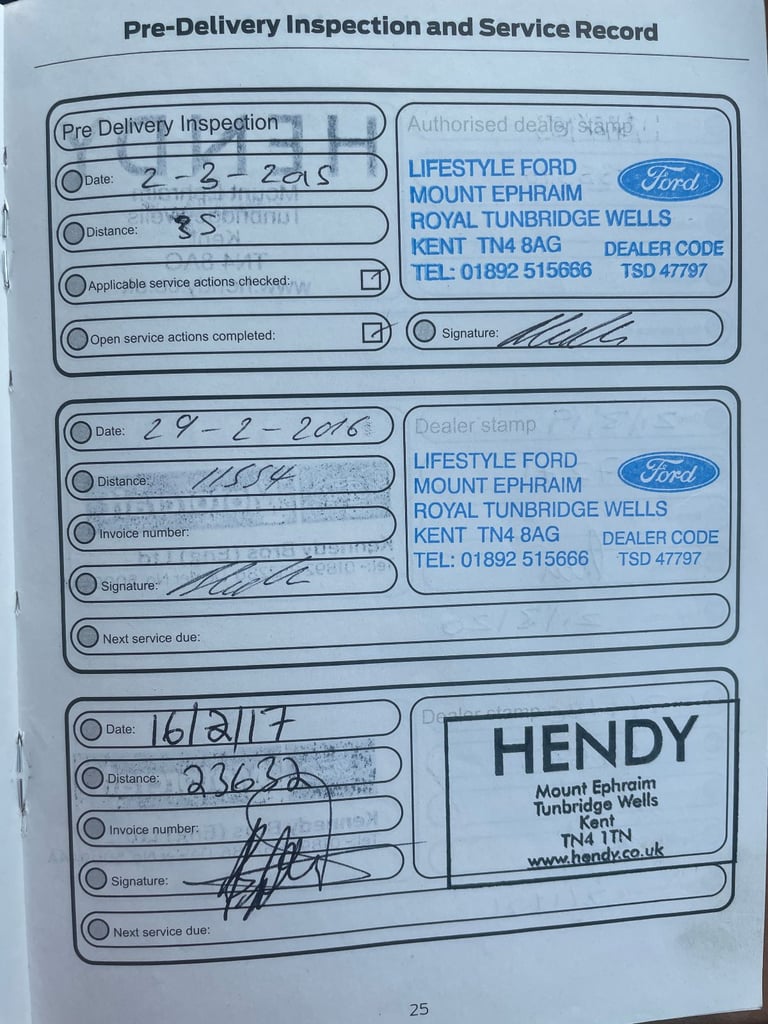 Pre-Delivery Inspection and Service Record
Pre Delivery Inspection
Date: 2-3-2015
Distance: 35
Applicable service actions checked:
Open service actions completed:
Authorised dealer stamp
LIFESTYLE FORD
Ford
MOUNT EPHRAIM
ROYAL TUNBRIDGE WELLS
KENT TN4 8AG DEALER CODE
TEL: 01892 515666 TSD 47797
Signature:
Date: 29-2-2016
Distance: 11554
Invoice number:
Signature:
Next service due:
Dealer stamp
LIFESTYLE FORD
Ford
MOUNT EPHRAIM
ROYAL TUNBRIDGE WELLS
KENT TN4 8AG DEALER CODE
TEL: 01892 515666 TSD 47797
Date: 16/2/17
Distance: 23632
Invoice number:
Signature:
Next service due:
Dealer stamp
HENDY
Mount Ephraim
Tunbridge Wells
Kent
TN4 1TN
www.hendy.co.uk
25